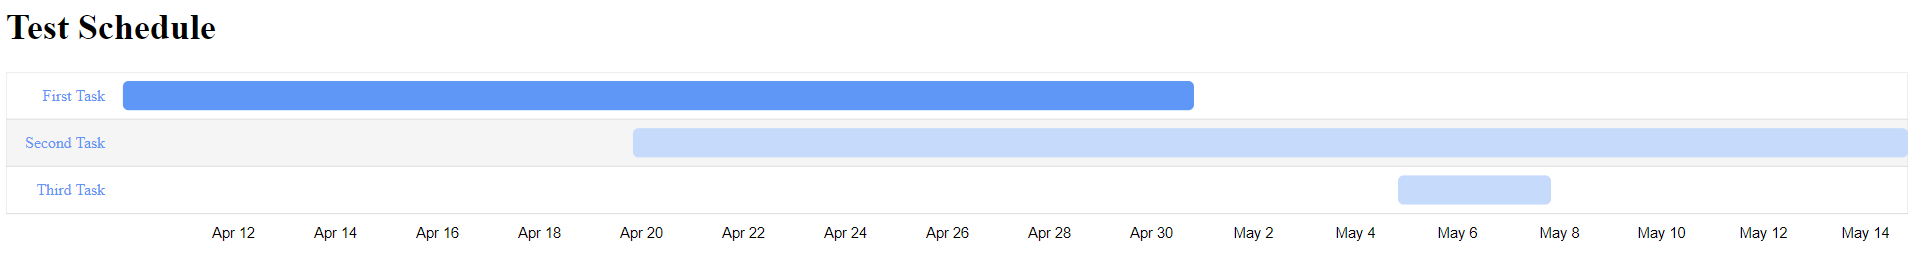 Test Schedule
First Task
Second Task
Third Task
Apr 12 Apr 14 Apr 16 Apr 18 Apr 20 Apr 22 Apr 24 Apr 26 Apr 28 Apr 30 May 2 May 4 May 6 May 8 May 10 May 12 May 14